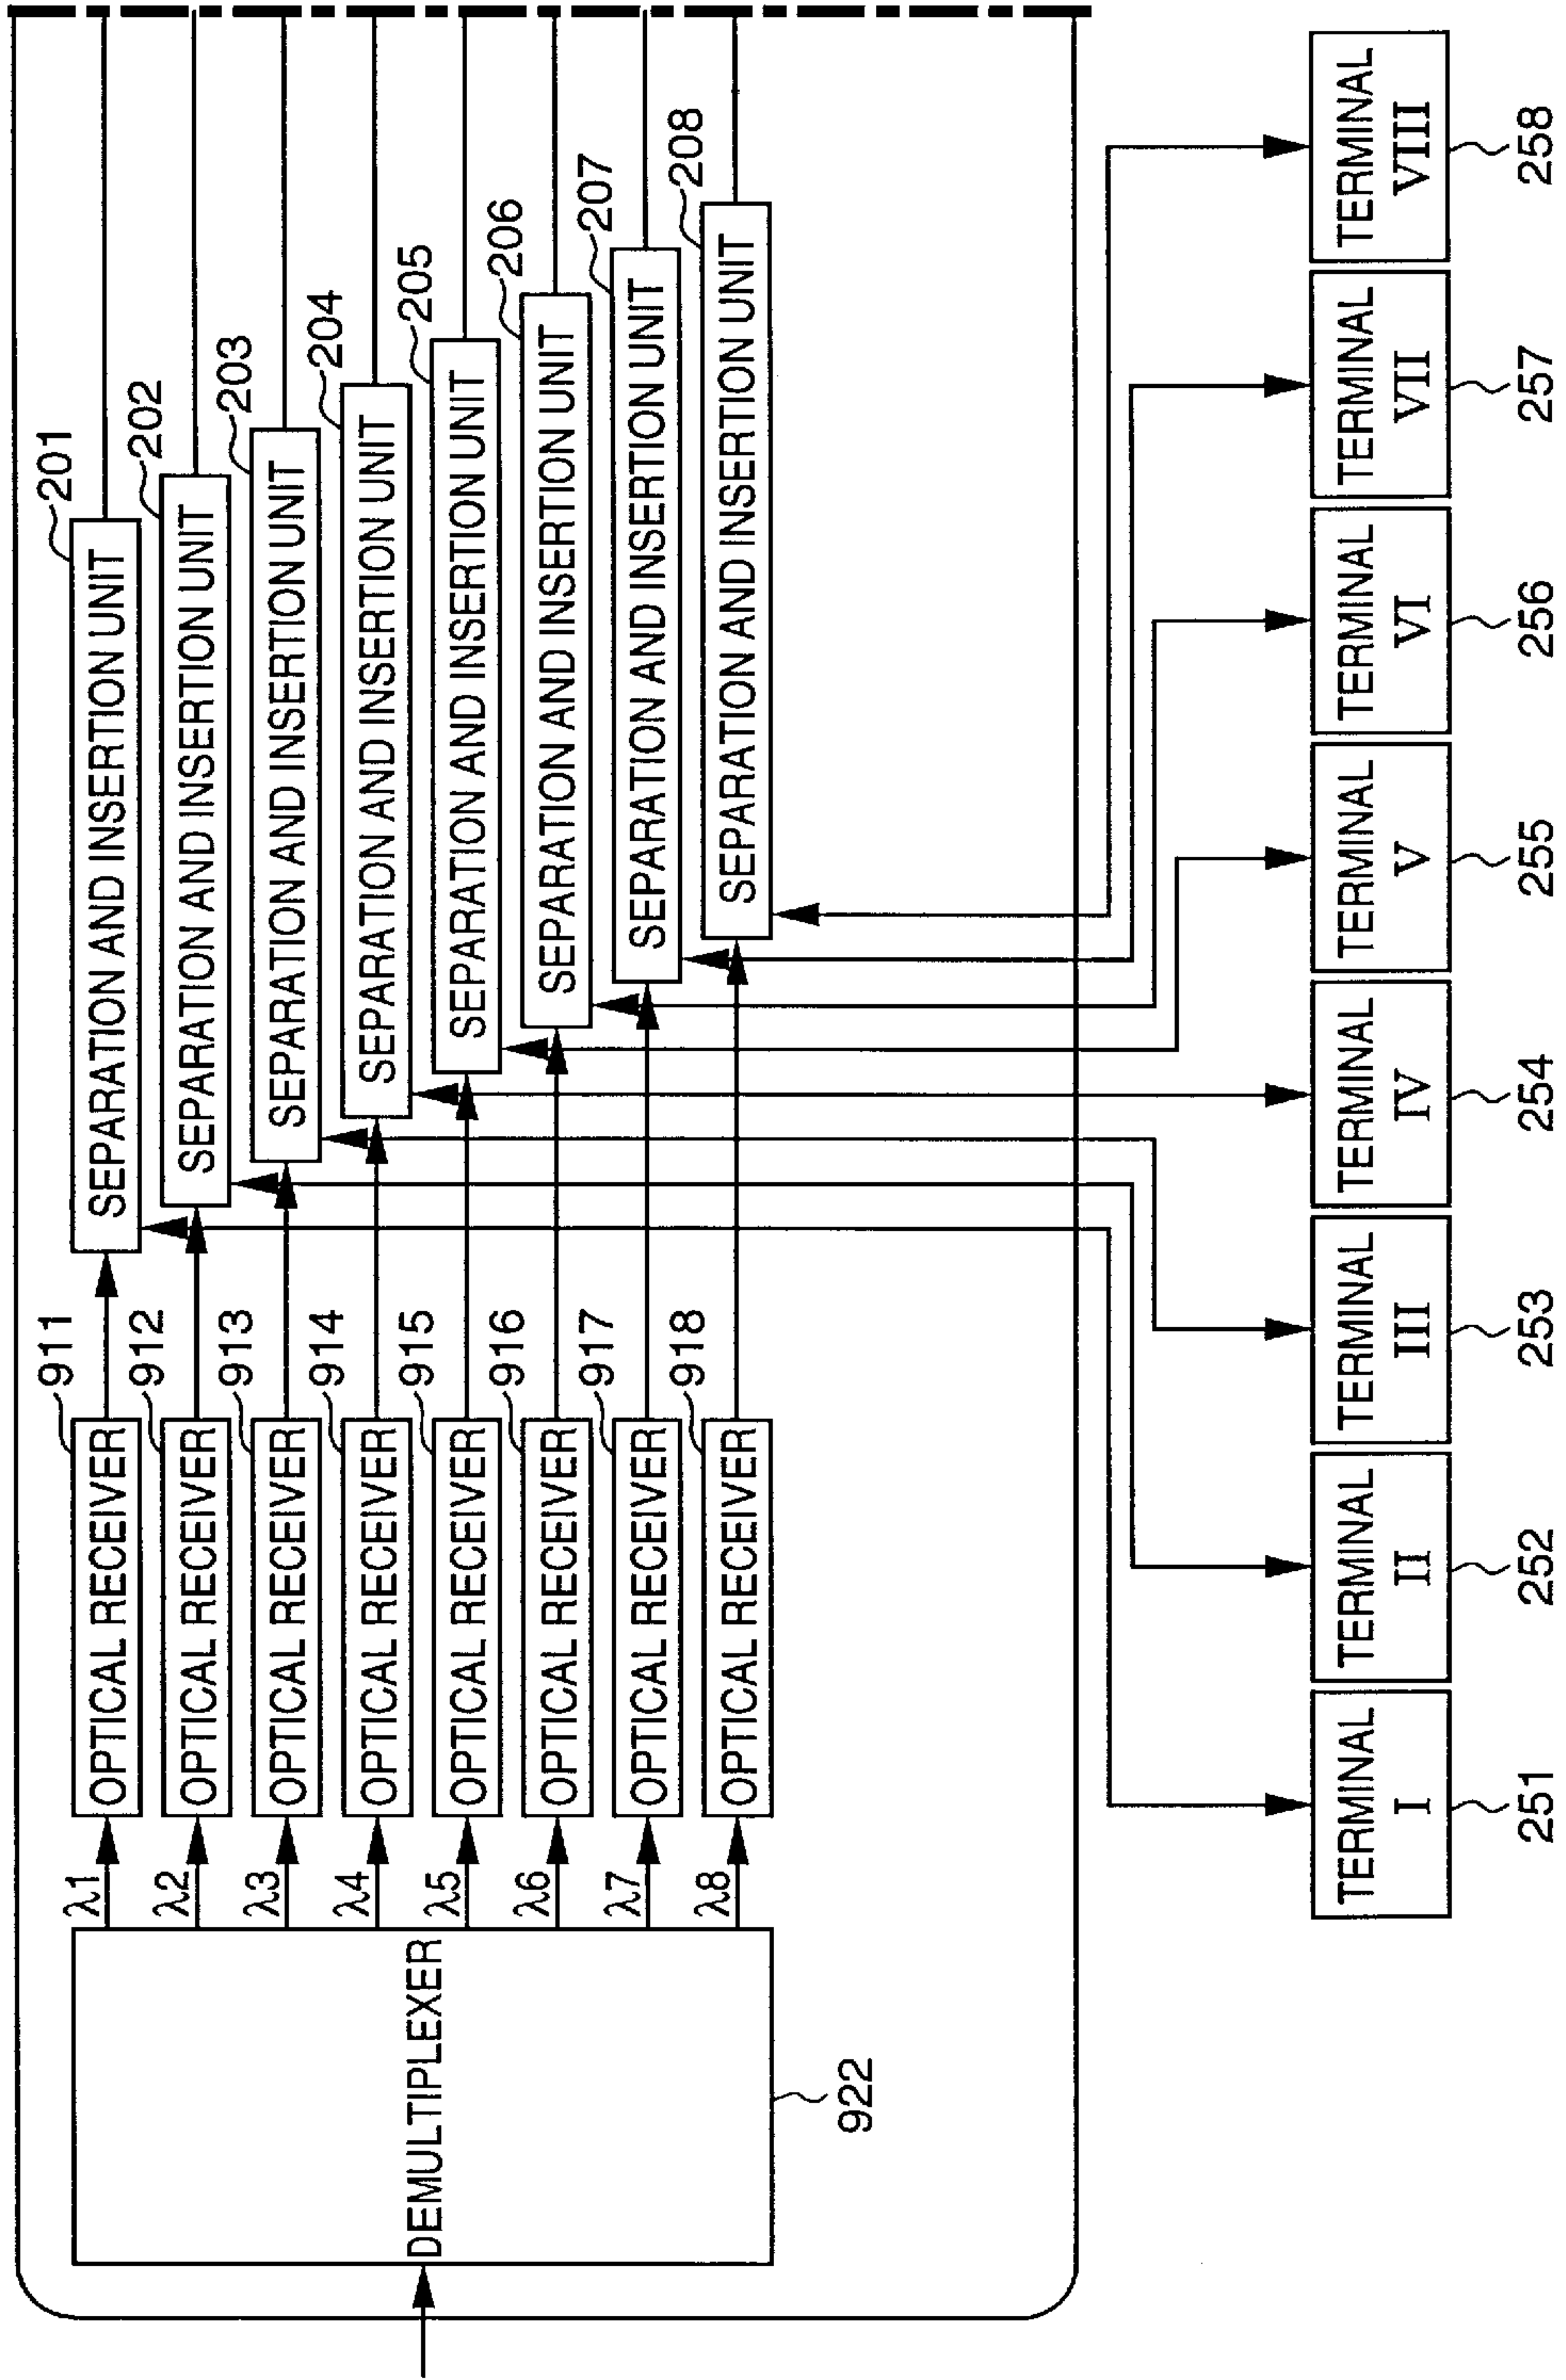 DEMULTIPLEXER
922
λ1
λ2
λ3
λ4
λ5
λ6
λ7
λ8
OPTICAL RECEIVER
911
OPTICAL RECEIVER
912
OPTICAL RECEIVER
913
OPTICAL RECEIVER
914
OPTICAL RECEIVER
915
OPTICAL RECEIVER
916
OPTICAL RECEIVER
917
OPTICAL RECEIVER
918
SEPARATION AND INSERTION UNIT
201
SEPARATION AND INSERTION UNIT
202
SEPARATION AND INSERTION UNIT
203
SEPARATION AND INSERTION UNIT
204
SEPARATION AND INSERTION UNIT
205
SEPARATION AND INSERTION UNIT
206
SEPARATION AND INSERTION UNIT
207
SEPARATION AND INSERTION UNIT
208
TERMINAL
I
251
TERMINAL
II
252
TERMINAL
III
253
TERMINAL
IV
254
TERMINAL
V
255
TERMINAL
VI
256
TERMINAL
VII
257
TERMINAL
VIII
258